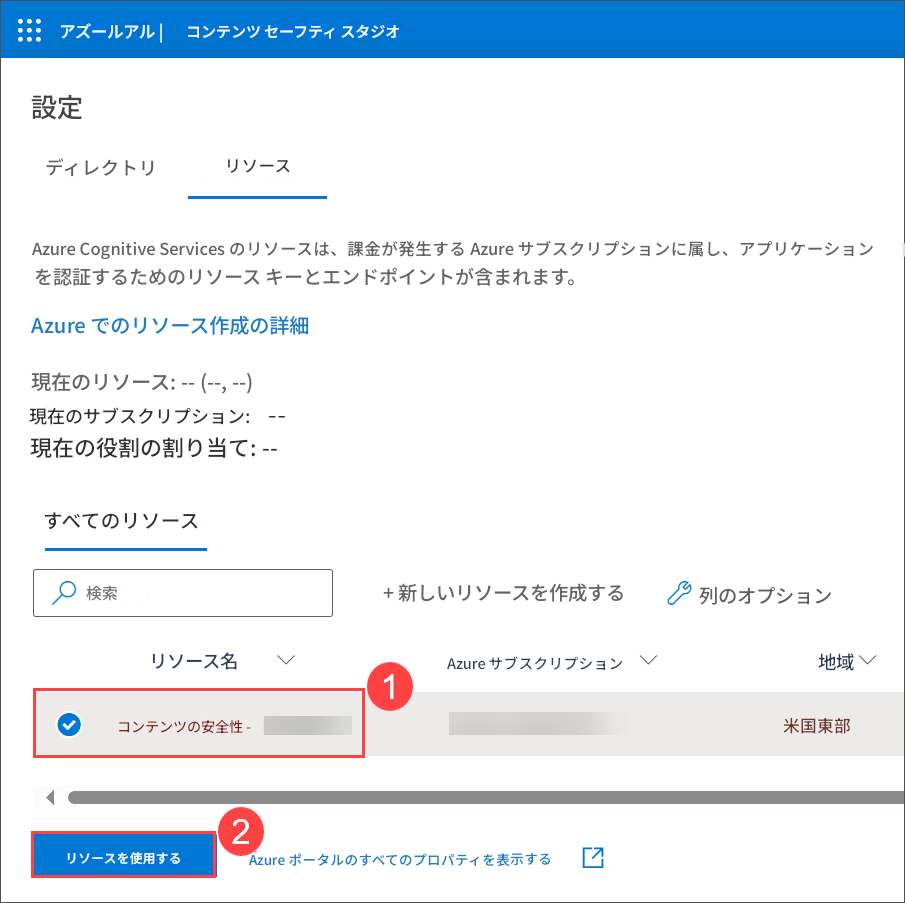 アズールアル | コンテンツ セーフティ スタジオ
設定
ディレクトリ リソース
Azure Cognitive Services のリソースは、課金が発生する Azure サブスクリプションに属し、アプリケーション
を認証するためのリソース キーとエンドポイントが含まれます。
Azure でのリソース作成の詳細
現在のリソース: -- (--, --)
現在のサブスクリプション: --
現在の役割の割り当て: --
すべてのリソース
検索 + 新しいリソースを作成する 列のオプション
リソース名 Azure サブスクリプション 地域
1
コンテンツの安全性 - 米国東部
2
リソースを使用する Azure ポータルのすべてのプロパティを表示する